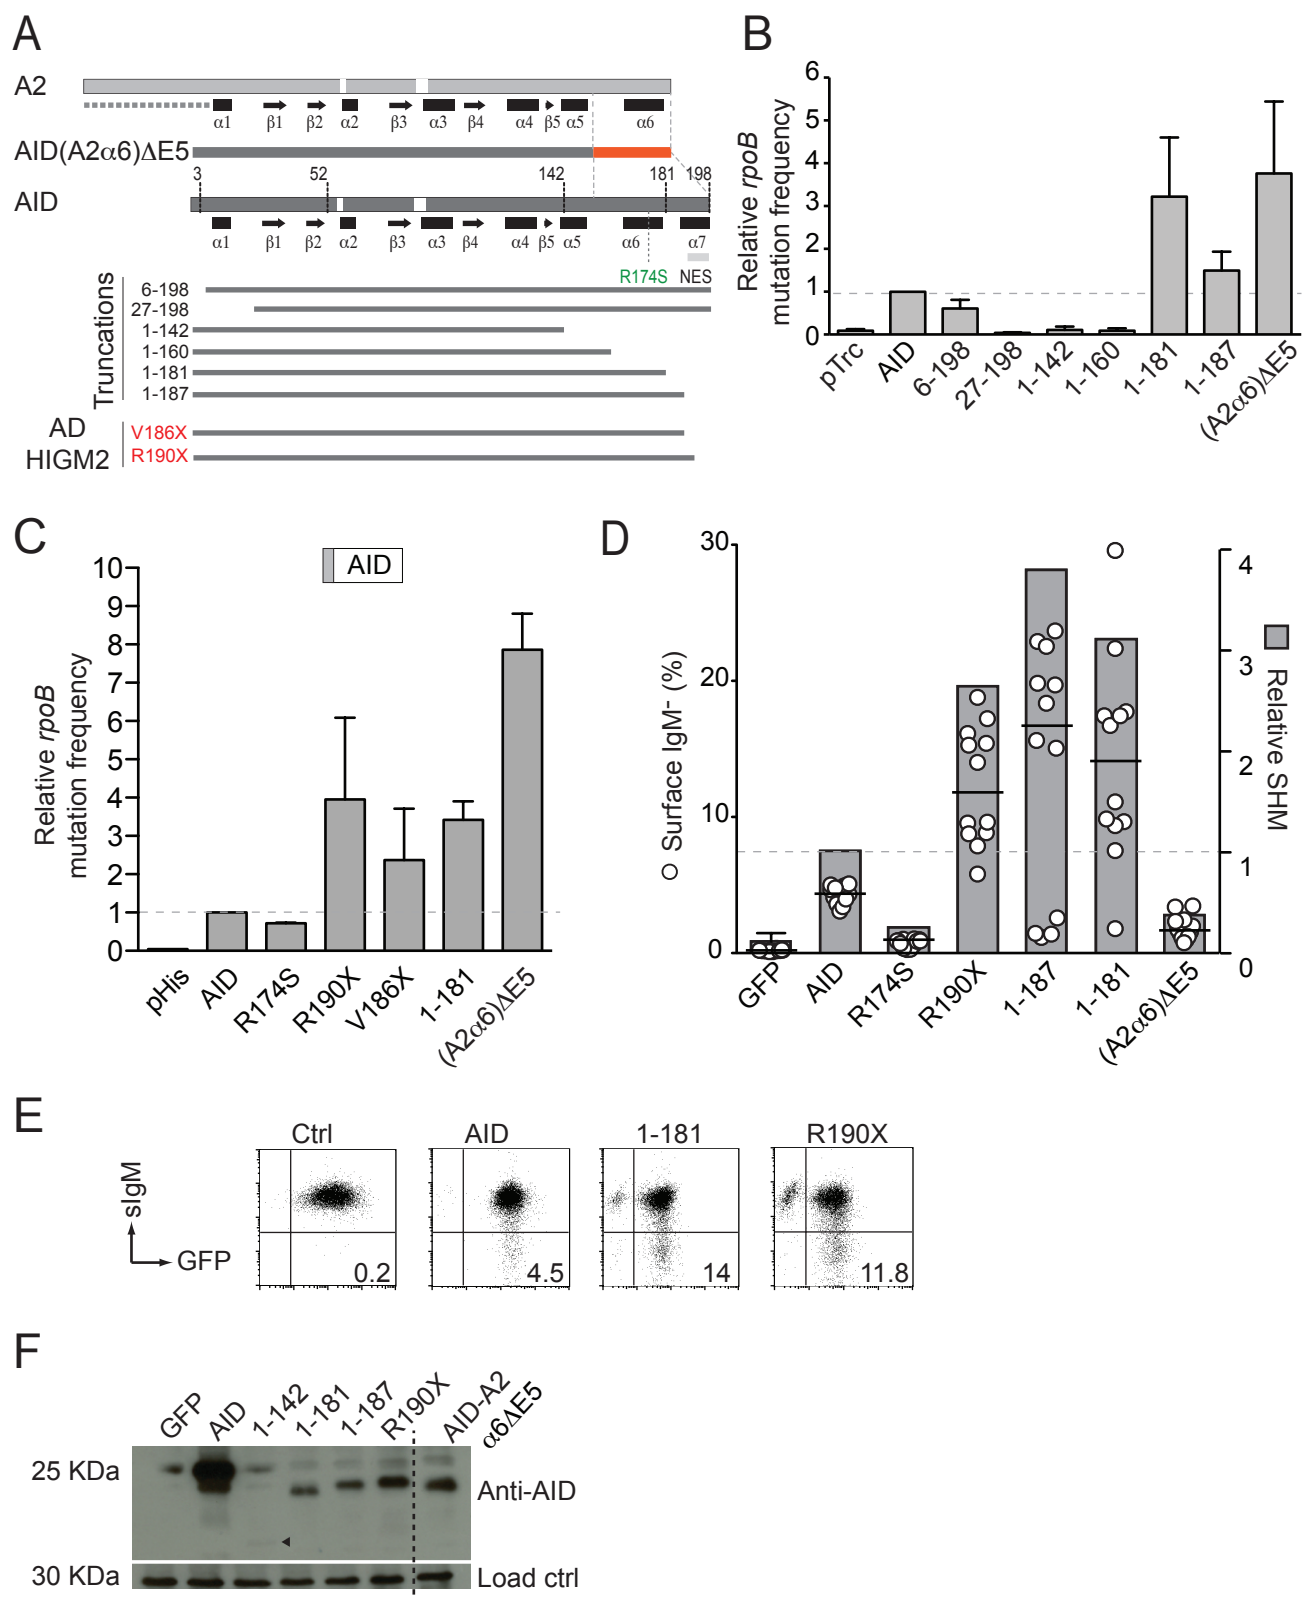 A
A2
α1 β1 β2 α2 β3 α3 β4 α4 β5 α5 α6
AID(A2α6)ΔE5
3 52 142 181 198
AID
α1 β1 β2 α2 β3 α3 β4 α4 β5 α5 α6 α7
R174S NES
Truncations
6-198
27-198
1-142
1-160
1-181
1-187
AD
HIGM2
V186X
R190X
B
Relative rpoB
mutation frequency
6
5
4
3
2
1
0
pTrc AID 6-198 27-198 1-142 1-160 1-181 1-187 (A2α6)ΔE5
C
AID
Relative rpoB
mutation frequency
10
9
8
7
6
5
4
3
2
1
0
pHis AID R174S R190X V186X 1-181 (A2α6)ΔE5
D
Surface IgM- (%)
30
20
10
0
4
3
2
1
0
Relative SHM
GFP AID R174S R190X 1-187 1-181 (A2α6)ΔE5
E
Ctrl AID 1-181 R190X
sIgM
GFP
0.2 4.5 14 11.8
F
GFP AID 1-142 1-181 1-187 R190X AID-A2
α6ΔE5
25 KDa
Anti-AID
30 KDa
Load ctrl